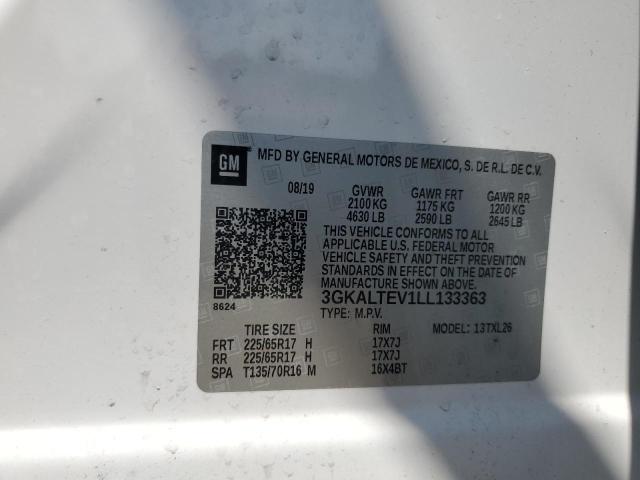 GM MFD BY GENERAL MOTORS DE MEXICO, S. DE R.L. DE C.V.
08/19 GVWR GAWR FRT GAWR RR
2100 KG 1175 KG 1200 KG
4630 LB 2590 LB 2645 LB
THIS VEHICLE CONFORMS TO ALL
APPLICABLE U.S. FEDERAL MOTOR
VEHICLE SAFETY AND THEFT PREVENTION
STANDARDS IN EFFECT ON THE DATE OF
MANUFACTURE SHOWN ABOVE.
8624 3GKALTEV1LL133363
TYPE: M.P.V. MODEL: 13TXL26
TIRE SIZE RIM
FRT 225/65R17 H 17X7J
RR 225/65R17 H 17X7J
SPA T135/70R16 M 16X4BT